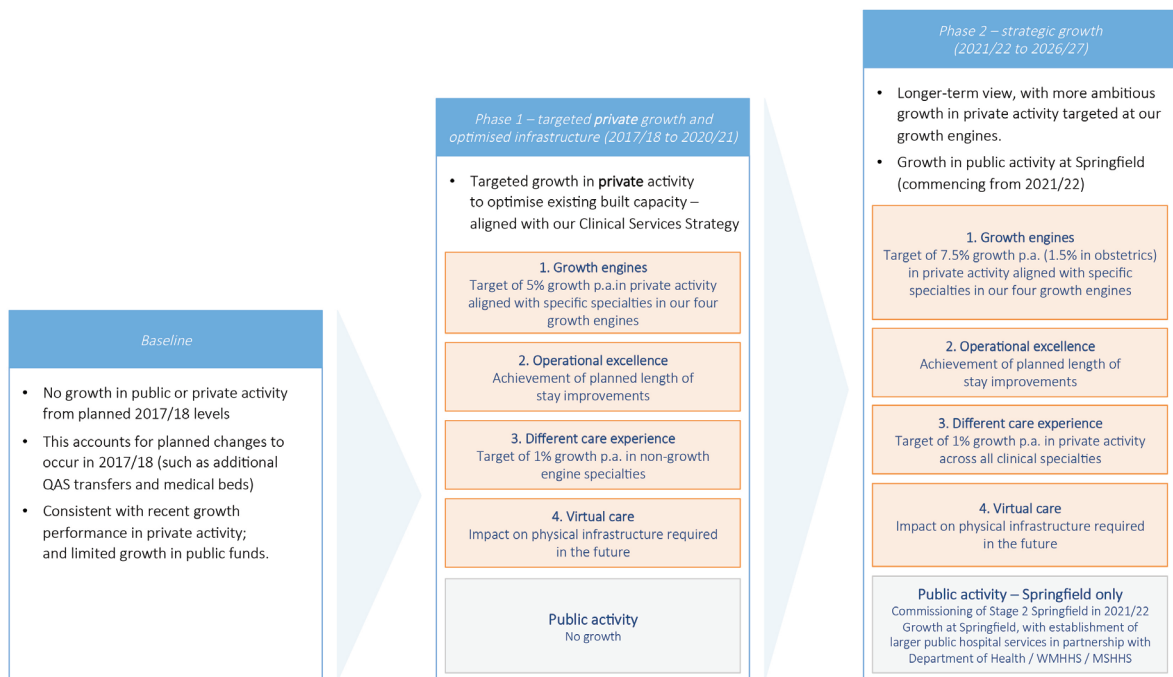 Baseline
• No growth in public or private activity
from planned 2017/18 levels
• This accounts for planned changes to
occur in 2017/18 (such as additional
QAS transfers and medical beds)
• Consistent with recent growth
performance in private activity;
and limited growth in public funds.
Phase 1 – targeted private growth and
optimised infrastructure (2017/18 to 2020/21)
• Targeted growth in private activity
to optimise existing built capacity –
aligned with our Clinical Services Strategy
1. Growth engines
Target of 5% growth p.a.in private activity
aligned with specific specialties in our four
growth engines
2. Operational excellence
Achievement of planned length of
stay improvements
3. Different care experience
Target of 1% growth p.a. in non-growth
engine specialties
4. Virtual care
Impact on physical infrastructure required
in the future
Public activity
No growth
Phase 2 – strategic growth
(2021/22 to 2026/27)
• Longer-term view, with more ambitious
growth in private activity targeted at our
growth engines.
• Growth in public activity at Springfield
(commencing from 2021/22)
1. Growth engines
Target of 7.5% growth p.a. (1.5% in obstetrics)
in private activity aligned with specific
specialties in our four growth engines
2. Operational excellence
Achievement of planned length of
stay improvements
3. Different care experience
Target of 1% growth p.a. in private activity
across all clinical specialties
4. Virtual care
Impact on physical infrastructure required
in the future
Public activity – Springfield only
Commissioning of Stage 2 Springfield in 2021/22
Growth at Springfield, with establishment of
larger public hospital services in partnership with
Department of Health / WMHHS / MSHHS